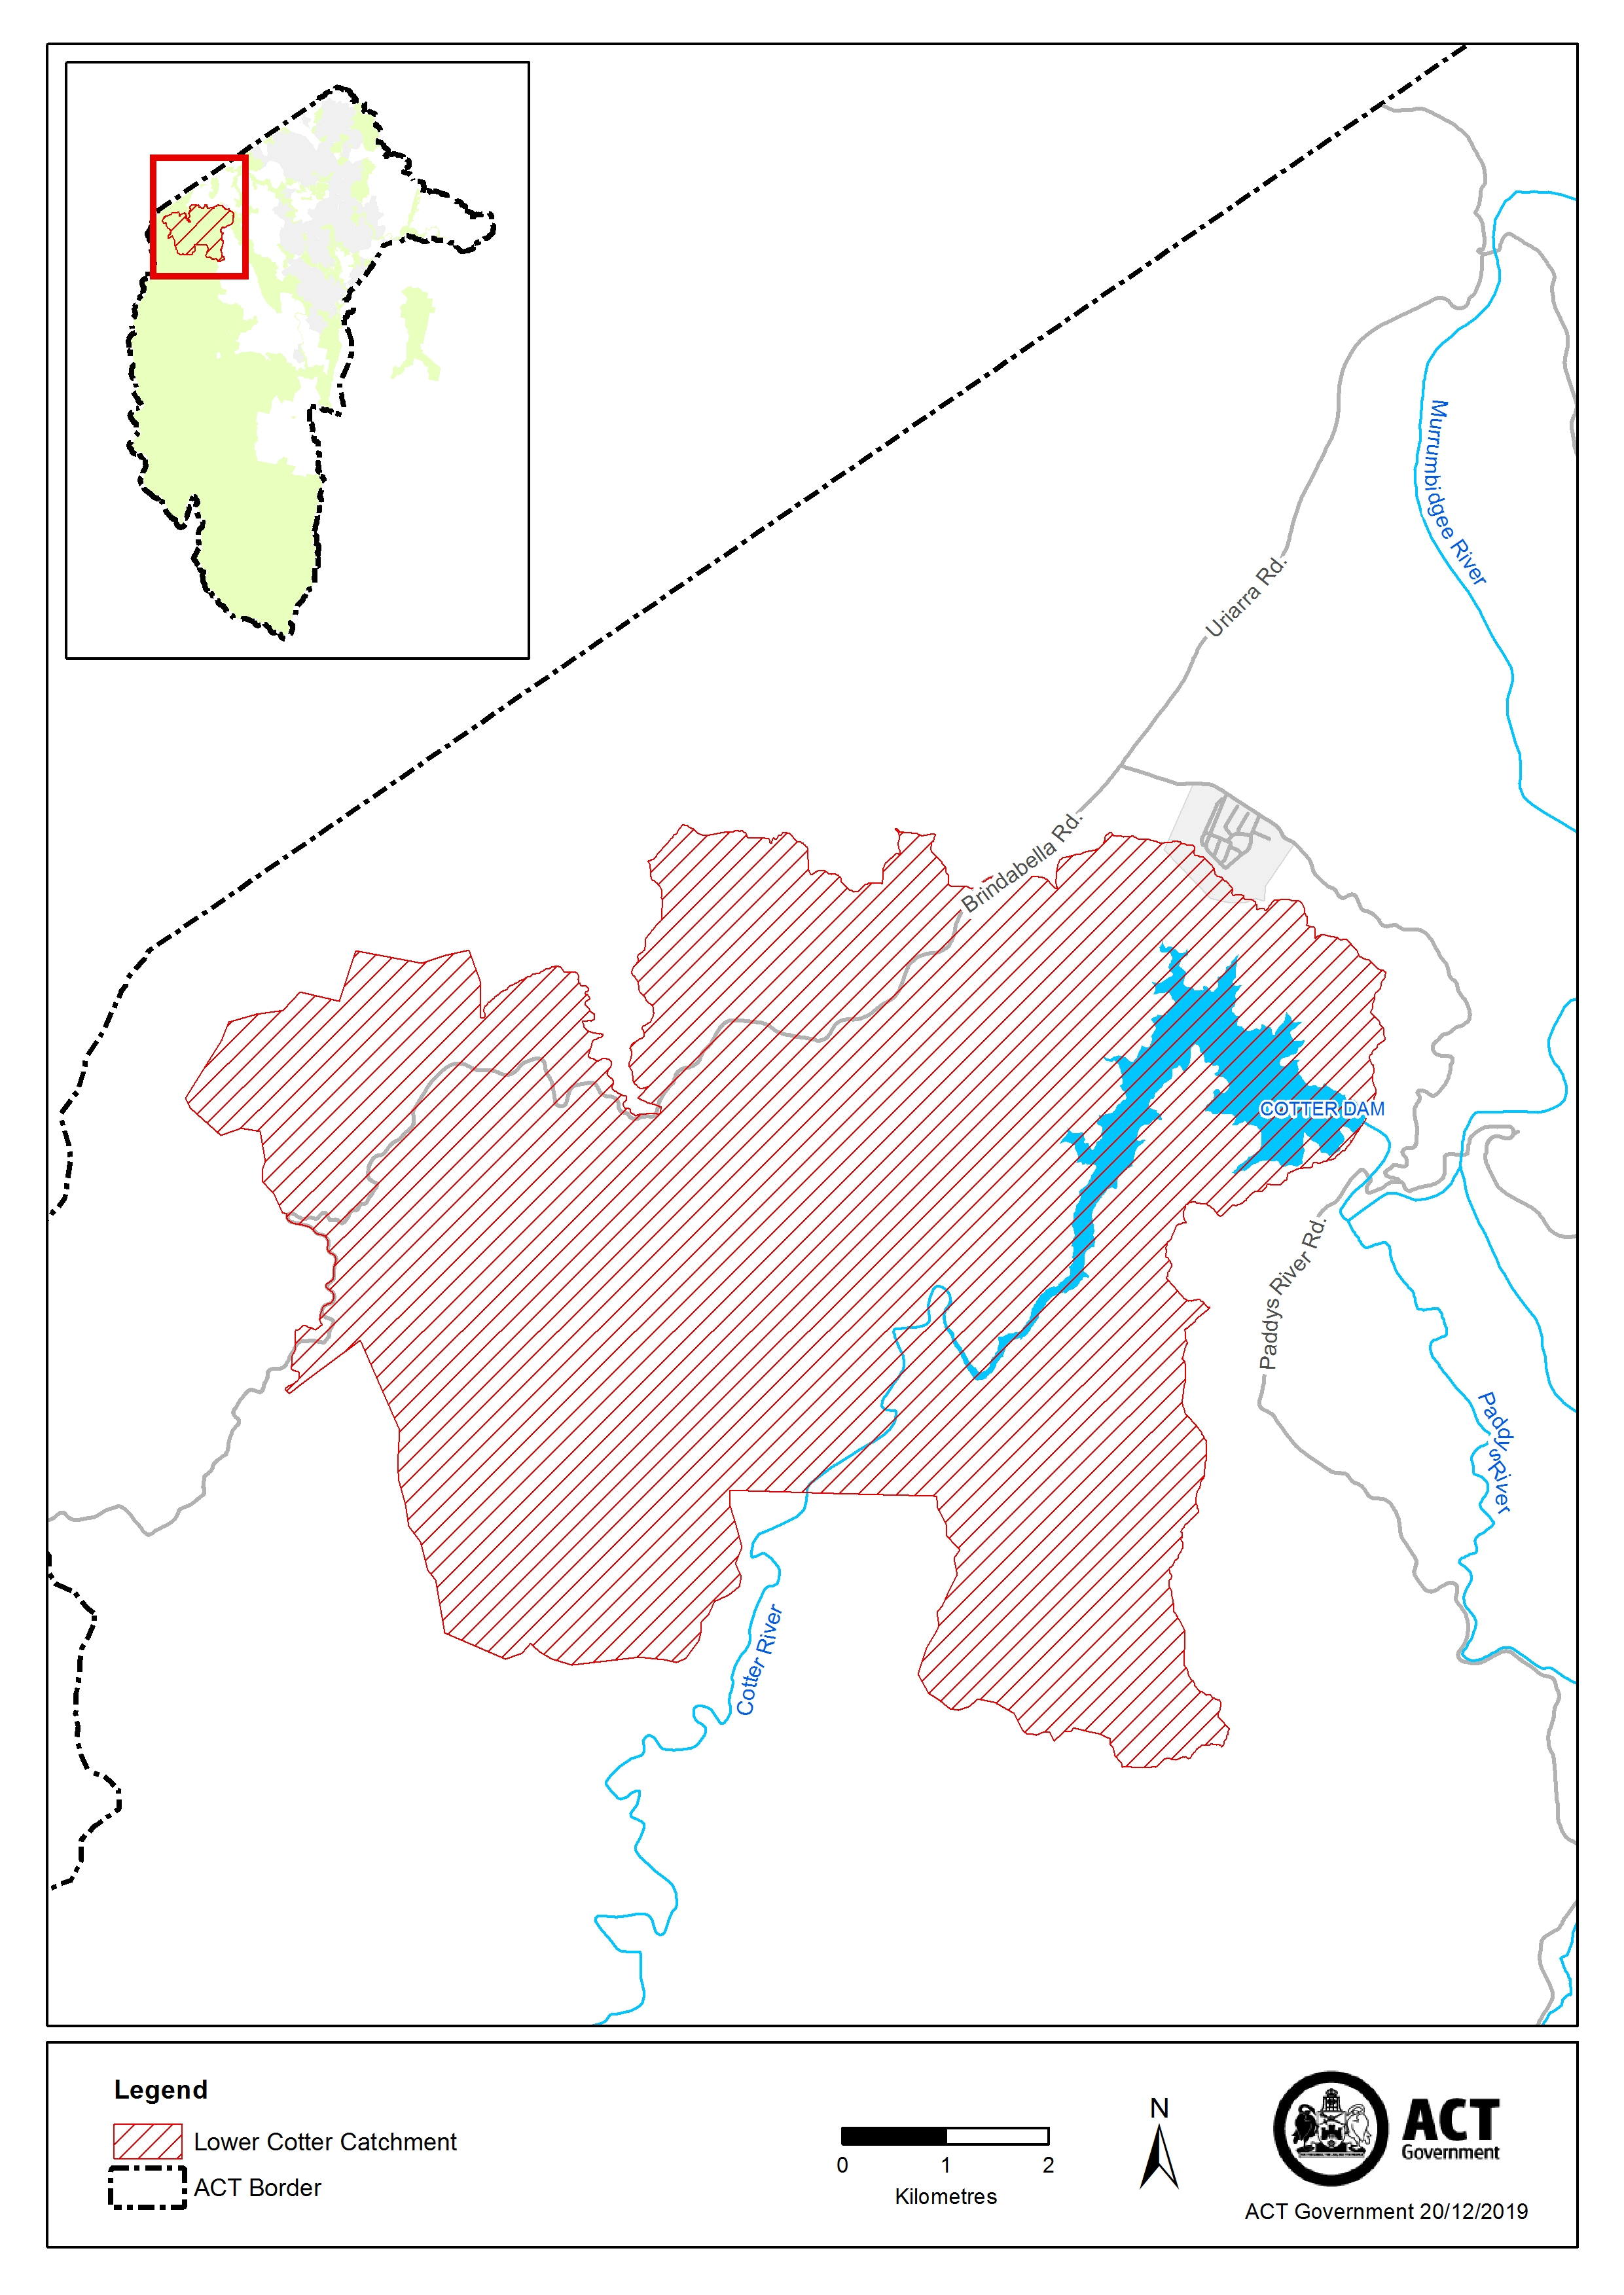 Murrumbidgee River
Uriarra Rd.
Brindabella Rd.
COTTER DAM
Paddys River Rd.
Paddys River
Cotter River
Legend
Lower Cotter Catchment
ACT Border
0 1 2
Kilometres
N
ACT
Government
ACT Government 20/12/2019